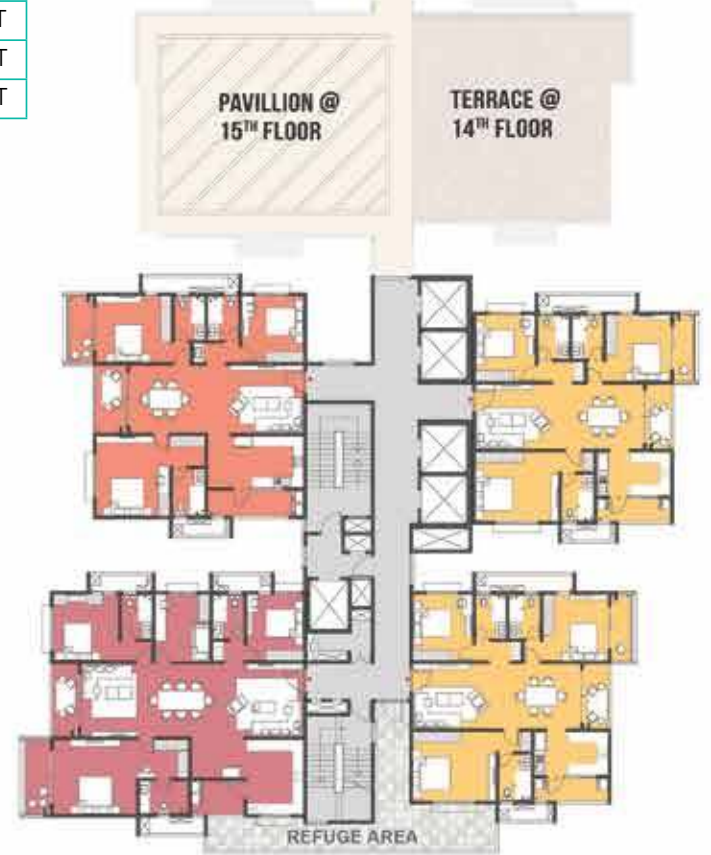 T
T
T
PAVILLION @
15TH FLOOR
TERRACE @
14TH FLOOR
REFUGE AREA